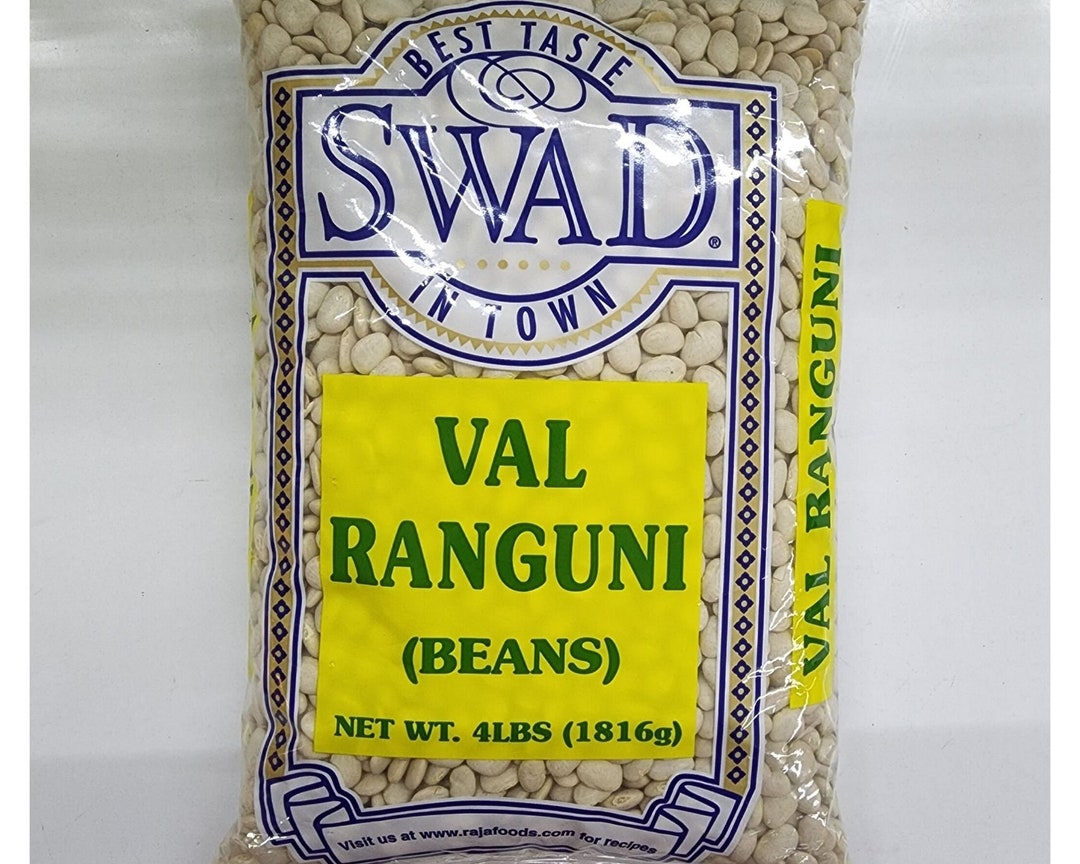 BEST TASTE
SWAD®
IN TOWN
VAL
RANGUNI
(BEANS)
NET WT. 4LBS (1816g)
Visit us at www.rajafoods.com for recipes
VAL RANGUNI